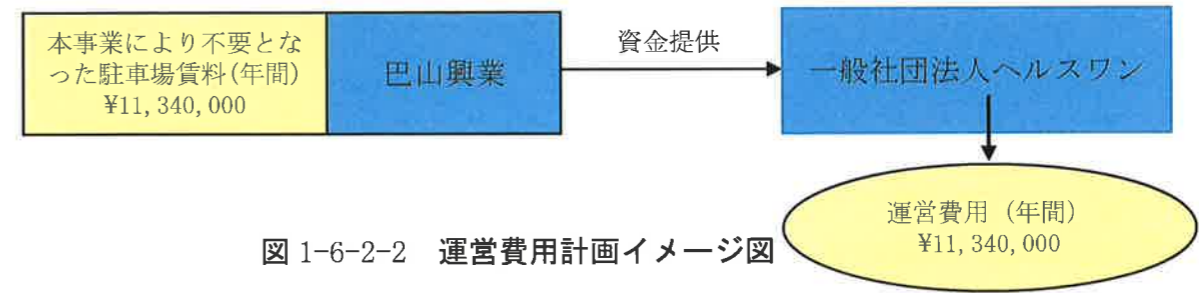 本事業により不要とな
った駐車場賃料(年間)
¥11,340,000
巴山興業
資金提供
一般社団法人ヘルスワン
運営費用 (年間)
¥11,340,000
図 1-6-2-2 運営費用計画イメージ図